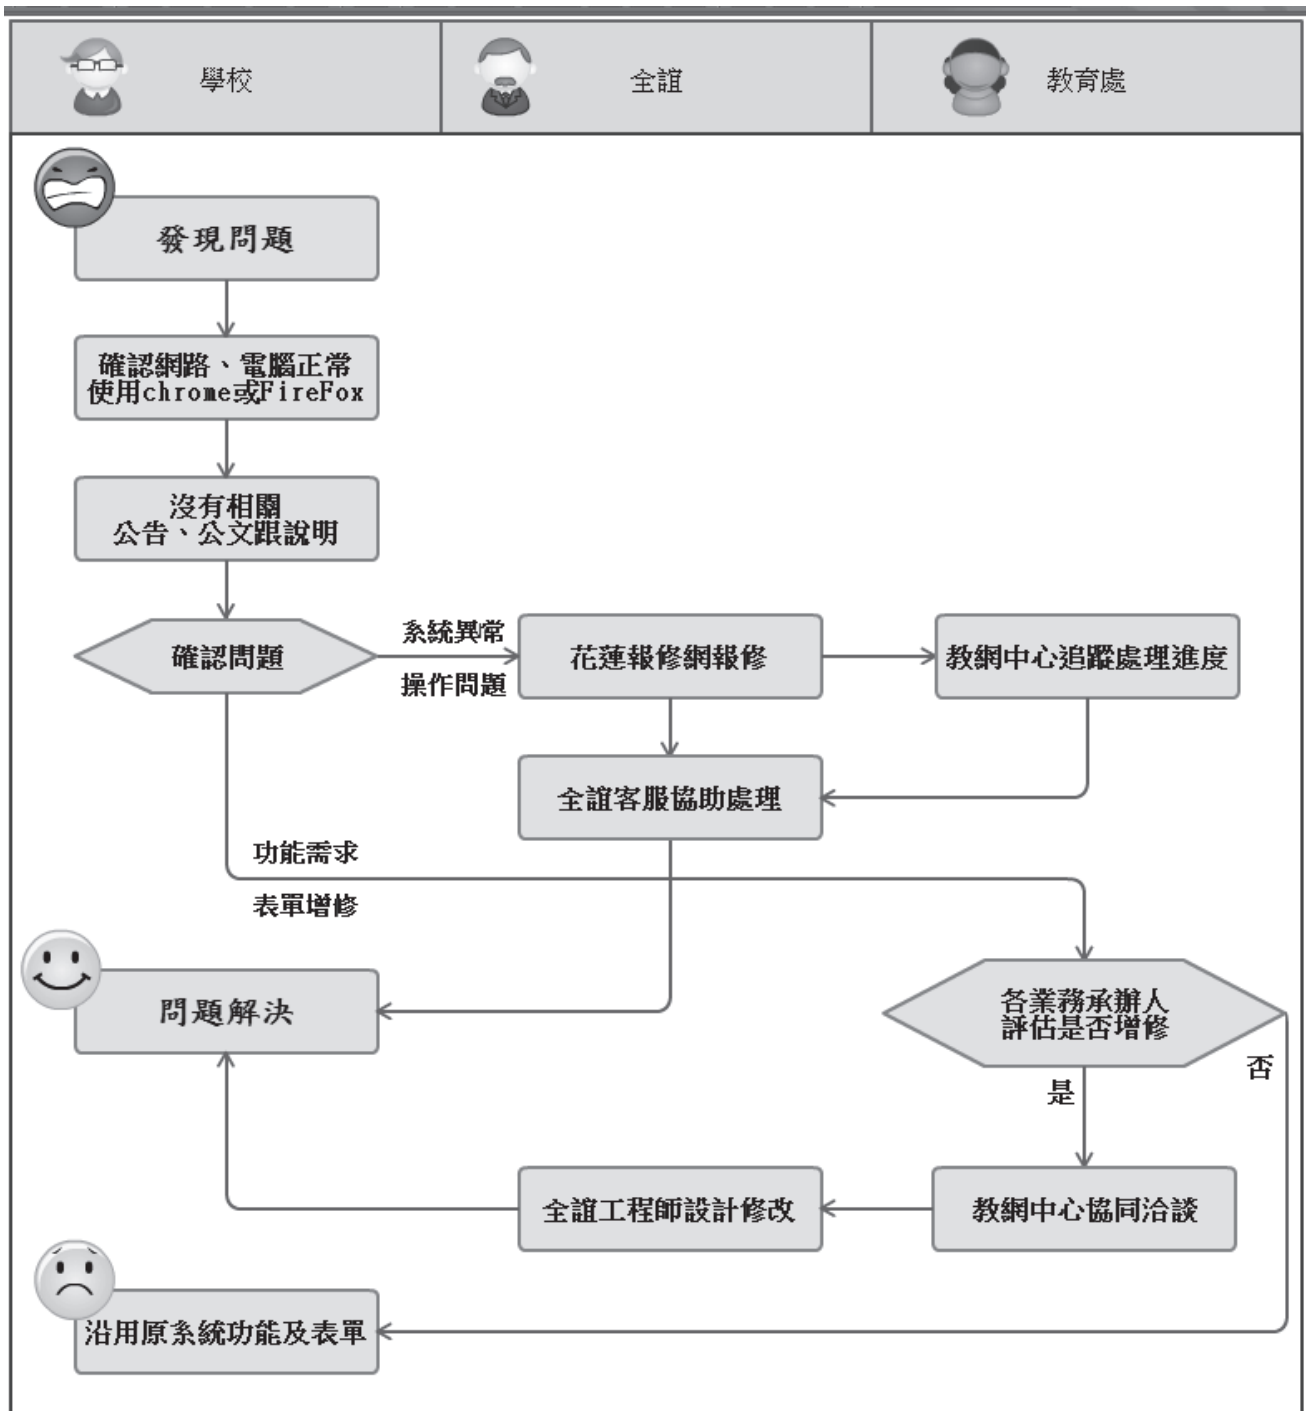 學校
全誼
教育處
發現問題
確認網路、電腦正常
使用chrome或FireFox
沒有相關
公告、公文跟說明
確認問題
系統異常
操作問題
花蓮報修網報修
教網中心追蹤處理進度
全誼客服協助處理
功能需求
表單增修
問題解決
各業務承辦人
評估是否增修
否
是
全誼工程師設計修改
教網中心協同洽談
沿用原系統功能及表單